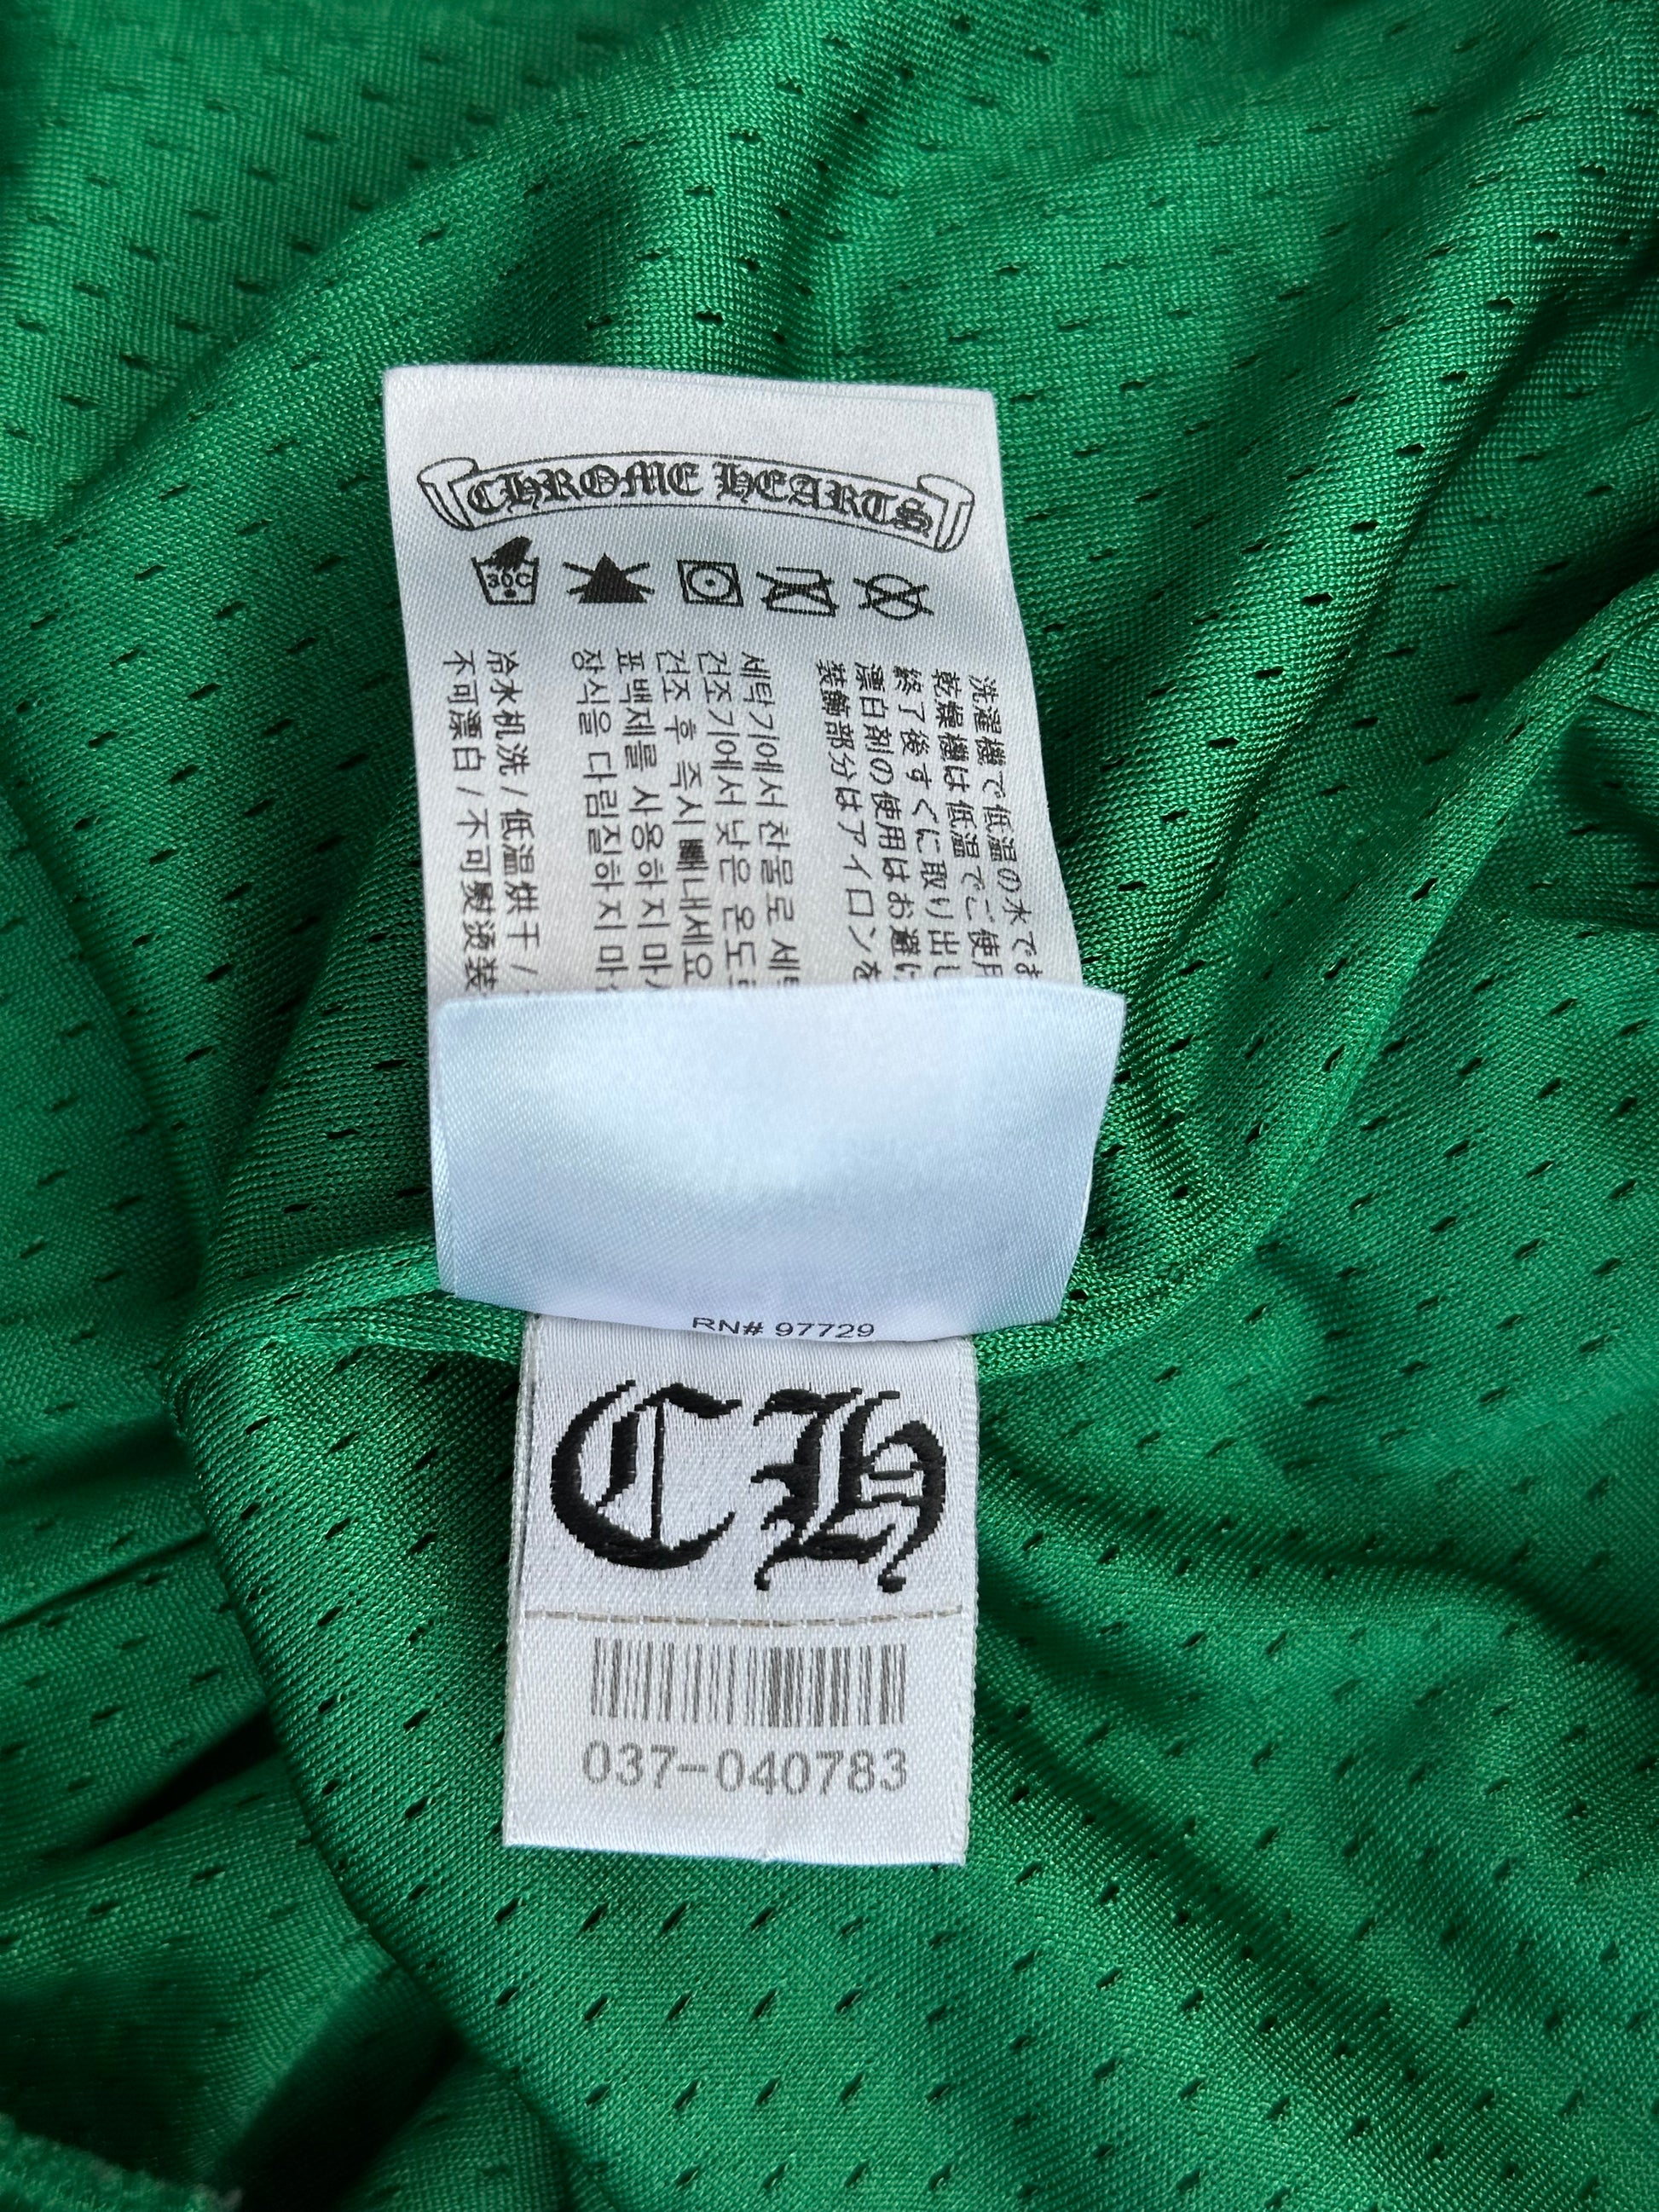 CHROME HEARTS
30C
洗濯機で低温の水で
乾燥機は低温でご使用
終了後すぐに取り出し
漂白剤の使用はお避け
装飾部分はアイロンを
세탁기에서 찬물로
건조기에서 낮은 온도
건조 후 즉시 빼내세요
표백제를 사용하지
장식을 다림질하지
冷水机洗 / 低温烘干 /
不可漂白 / 不可熨烫装
RN# 97729
CH
037-040783